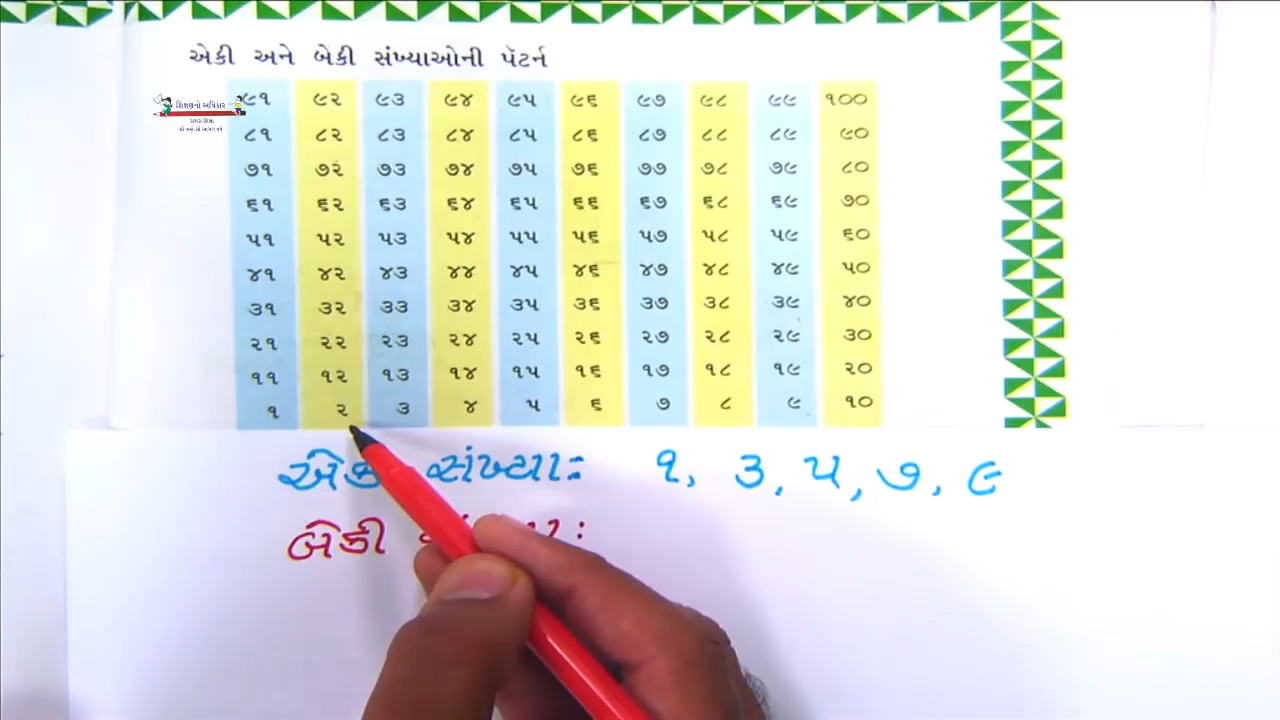 એકી અને બેકી સંખ્યાઓની પૅટર્ન
શિક્ષણનો અધિકાર
સમગ્ર શિક્ષા
૯૧ ૯૨ ૯૩ ૯૪ ૯૫ ૯૬ ૯૭ ૯૮ ૯૯ ૧૦૦
૮૧ ૮૨ ૮૩ ૮૪ ૮૫ ૮૬ ૮૭ ૮૮ ૮૯ ૯૦
૭૧ ૭૨ ૭૩ ૭૪ ૭૫ ૭૬ ૭૭ ૭૮ ૭૯ ૮૦
૬૧ ૬૨ ૬૩ ૬૪ ૬૫ ૬૬ ૬૭ ૬૮ ૬૯ ૭૦
૫૧ ૫૨ ૫૩ ૫૪ ૫૫ ૫૬ ૫૭ ૫૮ ૫૯ ૬૦
૪૧ ૪૨ ૪૩ ૪૪ ૪૫ ૪૬ ૪૭ ૪૮ ૪૯ ૫૦
૩૧ ૩૨ ૩૩ ૩૪ ૩૫ ૩૬ ૩૭ ૩૮ ૩૯ ૪૦
૨૧ ૨૨ ૨૩ ૨૪ ૨૫ ૨૬ ૨૭ ૨૮ ૨૯ ૩૦
૧૧ ૧૨ ૧૩ ૧૪ ૧૫ ૧૬ ૧૭ ૧૮ ૧૯ ૨૦
૧ ૨ ૩ ૪ ૫ ૬ ૭ ૮ ૯ ૧૦
એકી સંખ્યા: ૧, ૩, ૫, ૭, ૯
બેકી :